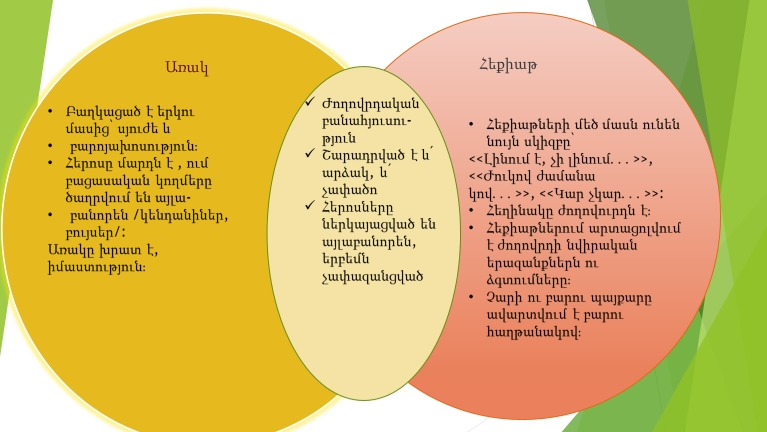 Առակ
• Բաղկացած է երկու
մասից՝ սյուժե և
• բարոյախոսություն։
• Հերոսը մարդն է , ում
բացասական կողմերը
ծաղրվում են այլա-
• բանորեն /կենդանիներ,
բույսեր/:
Առակը խրատ է,
իմաստություն։
✓ Ժողովրդական
բանահյուսու-
թյուն
✓ Շարադրված է և՛
արձակ, և՛
չափածո
✓ Հերոսները
ներկայացված են
այլաբանորեն,
երբեմն
չափազանցված
Հեքիաթ
• Հեքիաթների մեծ մասն ունեն
նույն սկիզբը՝
<<Լինում է, չի լինում. . . >>,
<<Ժուկով ժամանա
կով. . . >>, <<Կար չկար. . . >>:
• Հեղինակը ժողովուրդն է։
• Հեքիաթներում արտացոլվում
է ժողովրդի նվիրական
երազանքներն ու
ձգտումները։
• Չարի ու բարու պայքարը
ավարտվում է բարու
հաղթանակով։